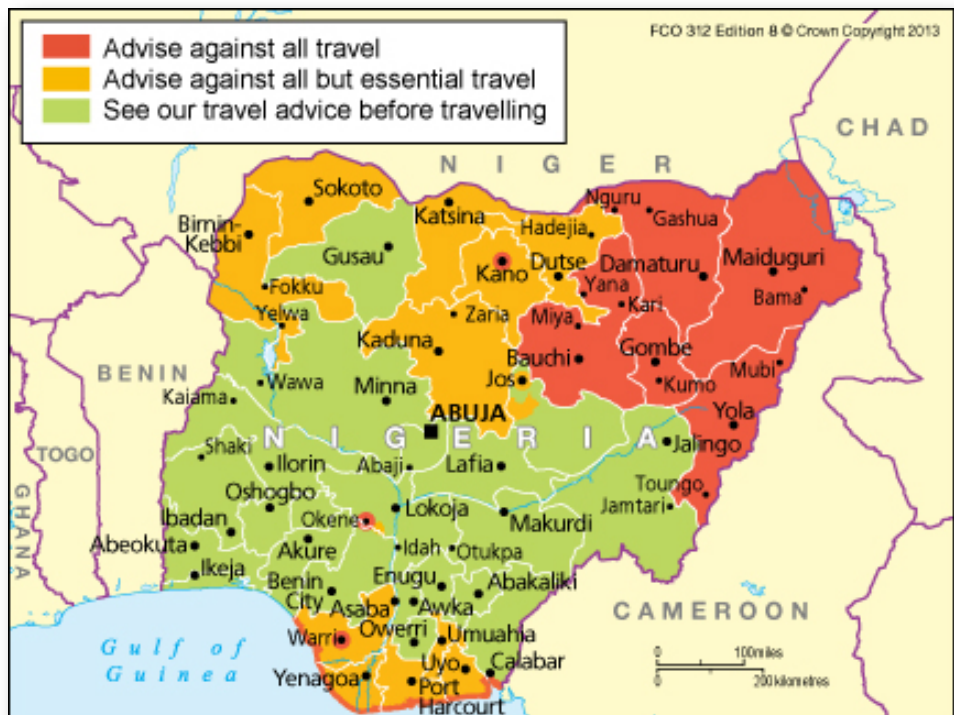 FCO 312 Edition 8 © Crown Copyright 2013
Advise against all travel
Advise against all but essential travel
See our travel advice before travelling
CHAD
NIGER
Sokoto
Katsina
Nguru
Gashua
Birnin-
Kebbi
Hadejia
Gusau
Kano
Dutse
Damaturu
Maiduguri
Fokku
Yana
Kari
Bama
Yelwa
Zaria
Miya
Kaduna
Bauchi
Gombe
Mubi
BENIN
Wawa
Minna
Jos
Kumo
Kaiama
ABUJA
Yola
NIGERIA
Jalingo
TOGO
Shaki
Ilorin
Abaji
Lafia
GHANA
Oshogbo
Toungo
Jamtari
Ibadan
Okene
Lokoja
Makurdi
Abeokuta
Akure
Idah
Otukpa
Ikeja
Benin
City
Enugu
Abakaliki
Asaba
Awka
CAMEROON
Gulf of
Guinea
Warri
Owerri
Umuahia
Yenagoa
Uyo
Calabar
Port
Harcourt
0 100miles
0 200kilometres